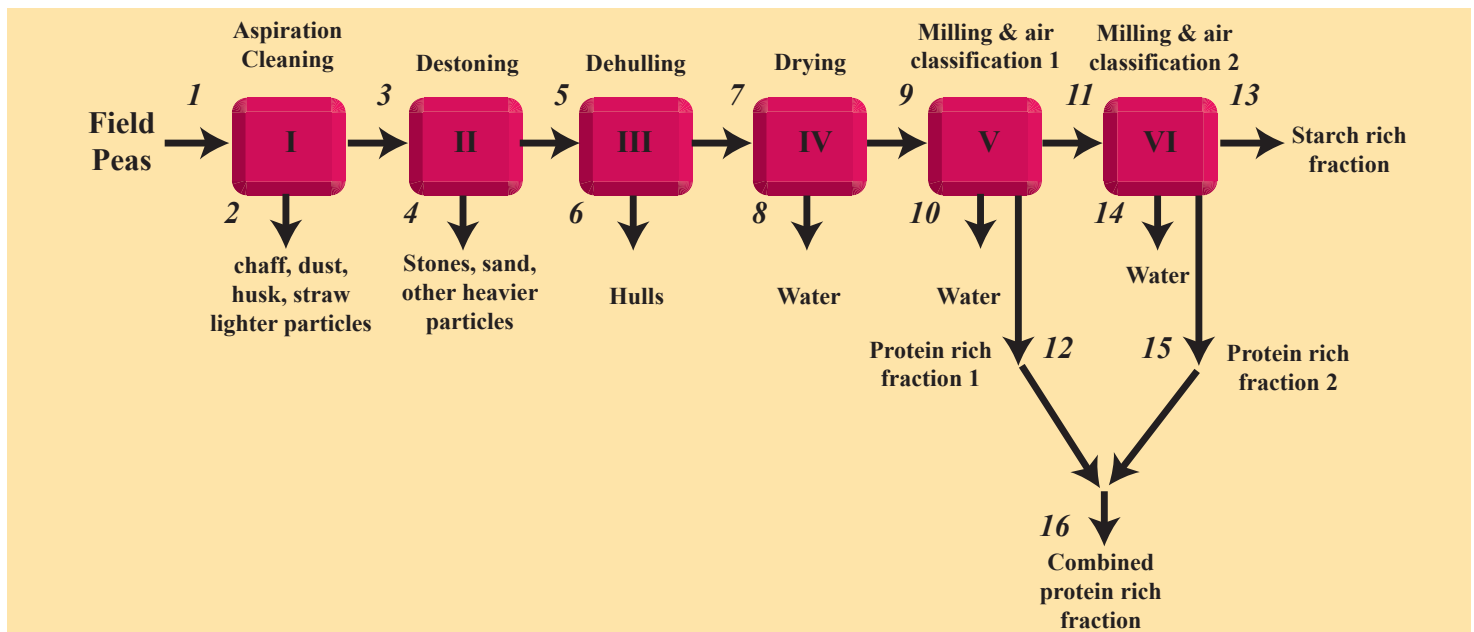 Aspiration
Cleaning
Destoning
Dehulling
Drying
Milling & air
classification 1
Milling & air
classification 2
1
3
5
7
9
11
13
Field
Peas
I
II
III
IV
V
VI
Starch rich
fraction
2
4
6
8
10
14
chaff, dust,
husk, straw
lighter particles
Stones, sand,
other heavier
particles
Hulls
Water
Water
Water
Protein rich
fraction 1
12
15
Protein rich
fraction 2
16
Combined
protein rich
fraction